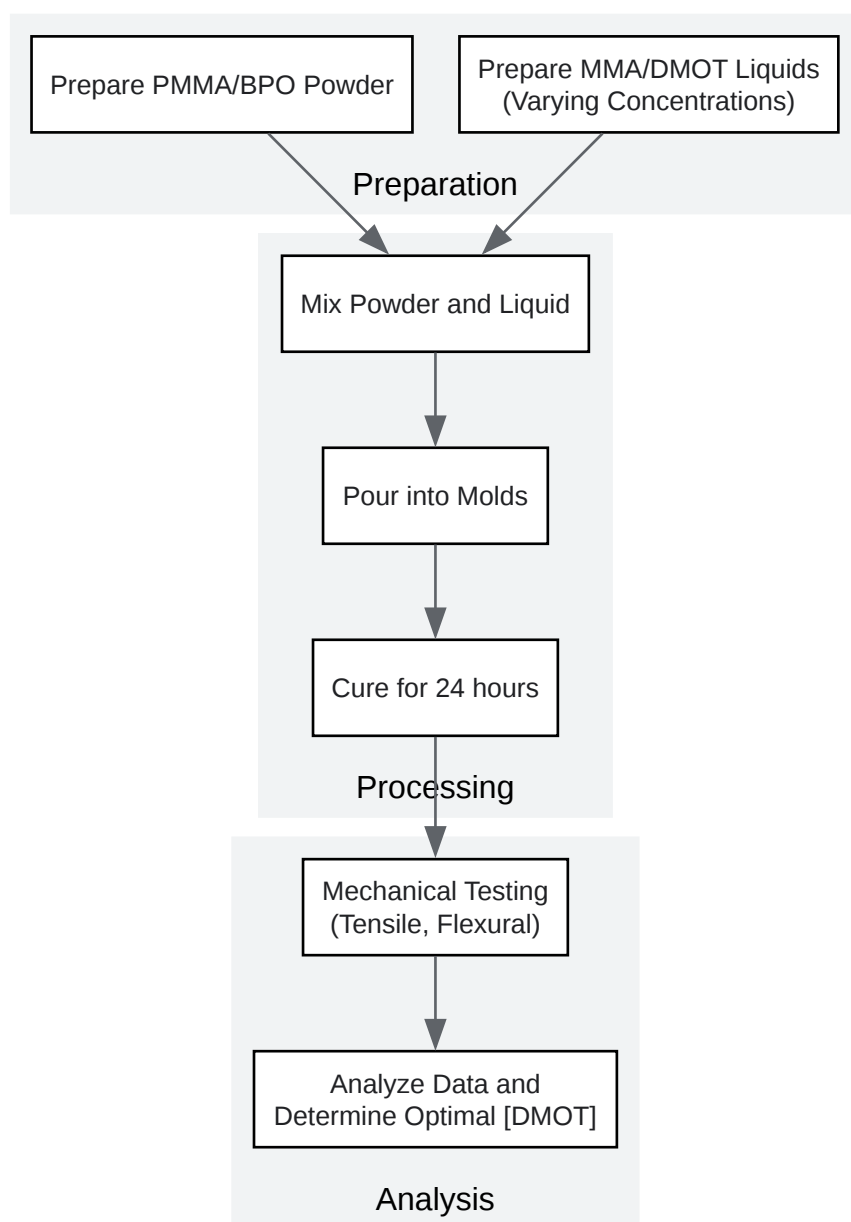 Prepare PMMA/BPO Powder
Prepare MMA/DMOT Liquids
(Varying Concentrations)
Preparation
Mix Powder and Liquid
Pour into Molds
Cure for 24 hours
Processing
Mechanical Testing
(Tensile, Flexural)
Analyze Data and
Determine Optimal [DMOT]
Analysis